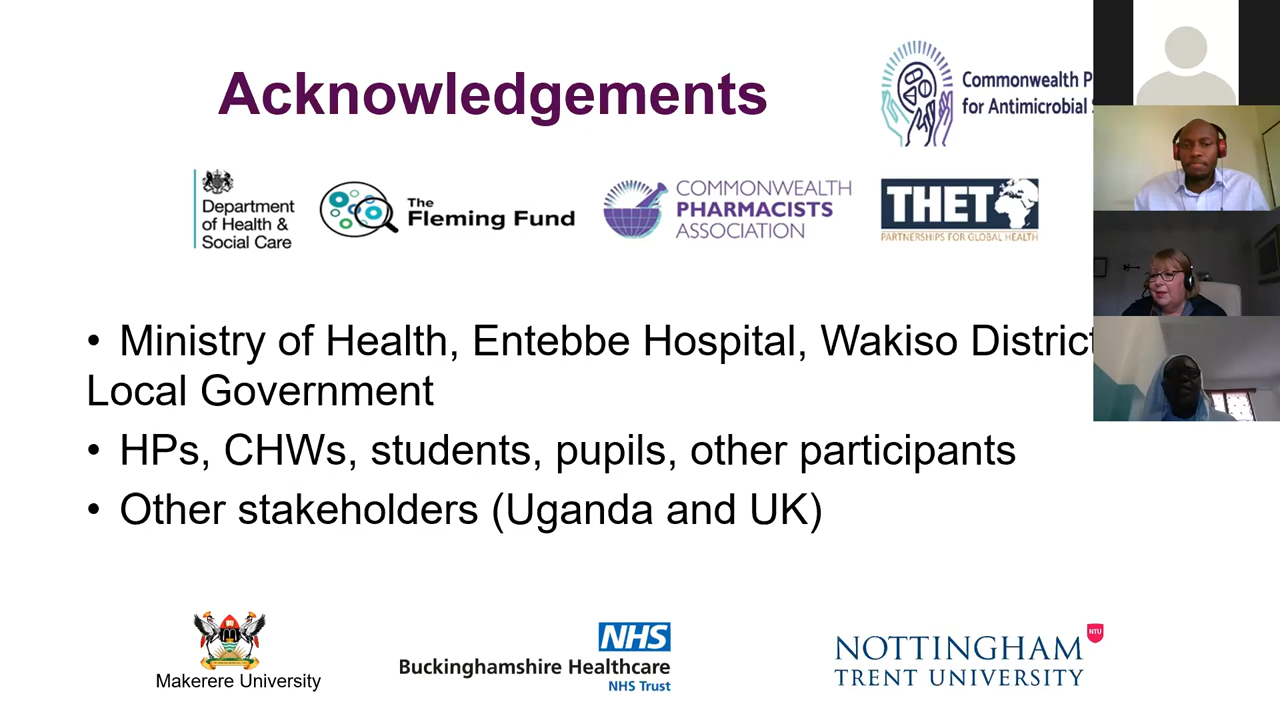 Acknowledgements
Commonwealth P
for Antimicrobial
Department
of Health &
Social Care
The
Fleming Fund
COMMONWEALTH
PHARMACISTS
ASSOCIATION
THET
PARTNERSHIPS FOR GLOBAL HEALTH
• Ministry of Health, Entebbe Hospital, Wakiso District
Local Government
• HPs, CHWs, students, pupils, other participants
• Other stakeholders (Uganda and UK)
Makerere University
NHS
Buckinghamshire Healthcare
NHS Trust
NOTTINGHAM
TRENT UNIVERSITY
NTU